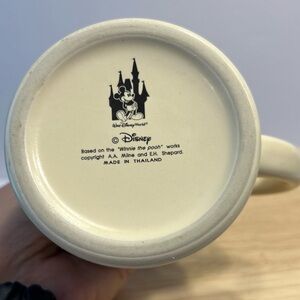 Walt Disney World®
© Disney
Based on the "Winnie the pooh" works
copyright A.A. Milne and E.H. Shepard.
MADE IN THAILAND